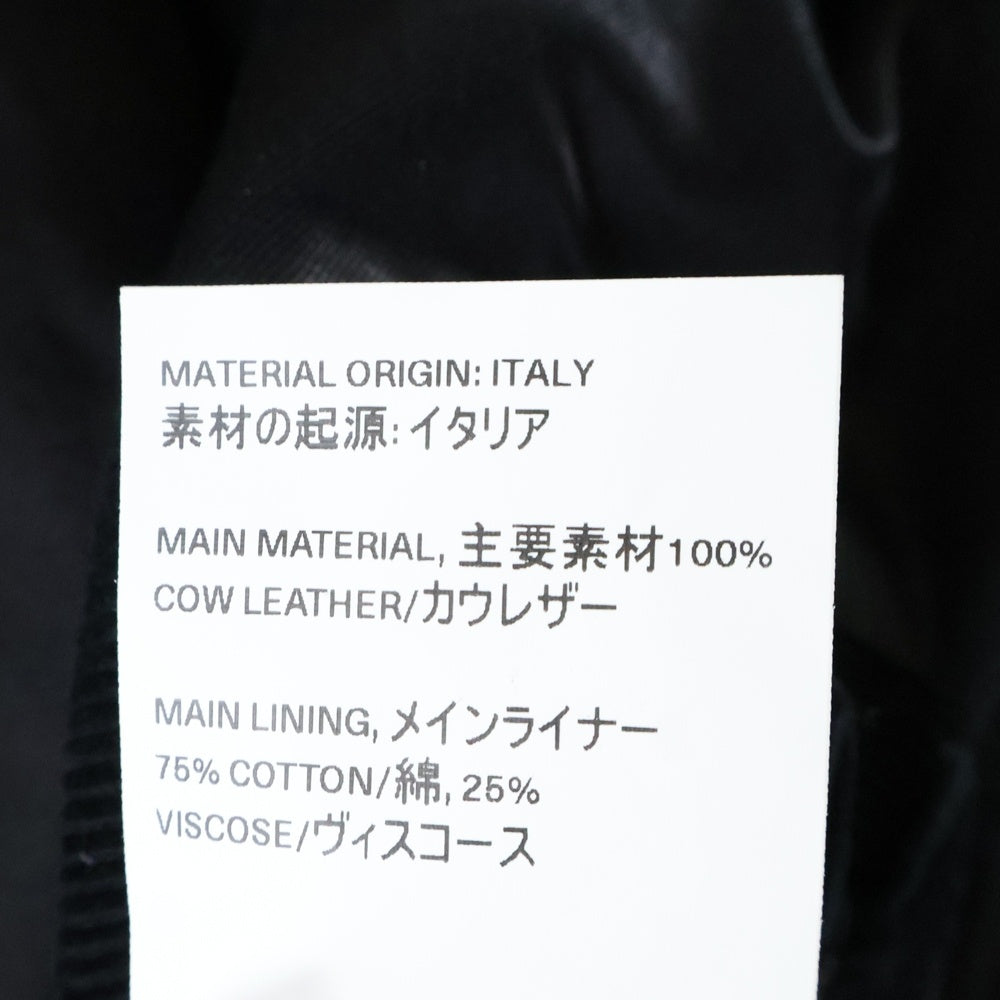 MATERIAL ORIGIN: ITALY
素材の起源: イタリア
MAIN MATERIAL, 主要素材100%
COW LEATHER/カウレザー
MAIN LINING, メインライナー
75% COTTON/綿, 25%
VISCOSE/ヴィスコース